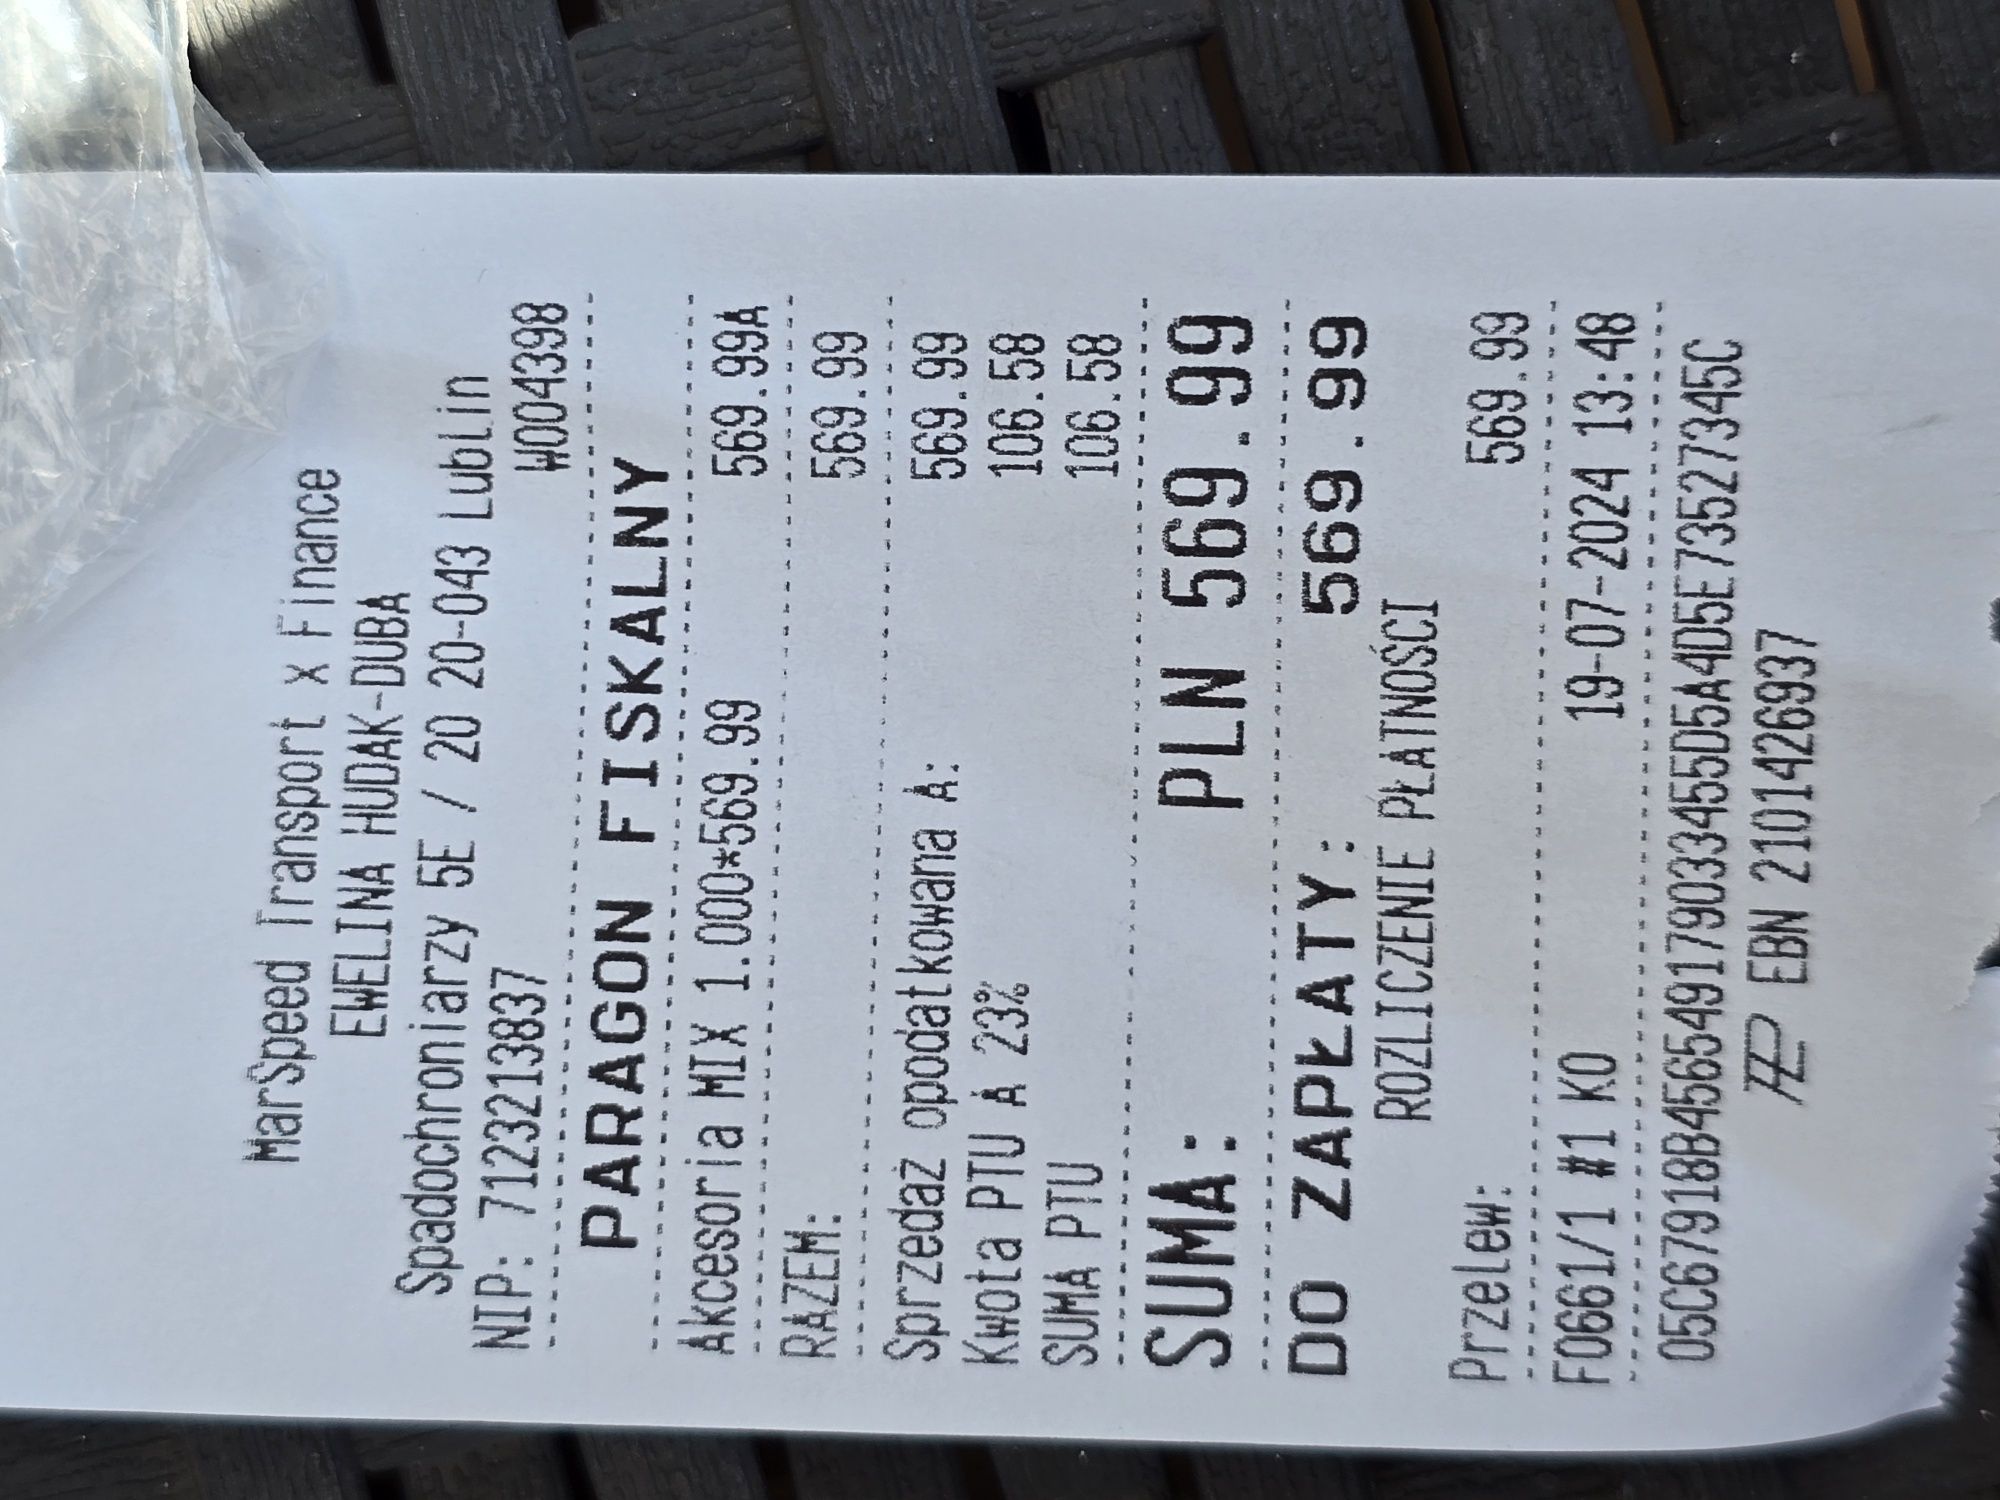 MarSpeed Transport x Finance
EWELINA HUDAK-DUBA
Spadochroniarzy 5E / 20 20-043 Lublin
NIP: 7123213837 W004398
PARAGON FISKALNY
Akcesoria MIX 1.000*569.99 569.99A
RAZEM: 569.99
Sprzedaż opodatkowana A: 569.99
Kwota PTU A 23% 106.58
SUMA PTU 106.58
SUMA: PLN 569.99
DO ZAPŁATY: 569.99
ROZLICZENIE PŁATNOŚCI
Przelew: 569.99
F0661/1 #1 KO 19-07-2024 13:48
05C67918B45654917903345​5D5A4D5E73527345C
EBN 2101426937